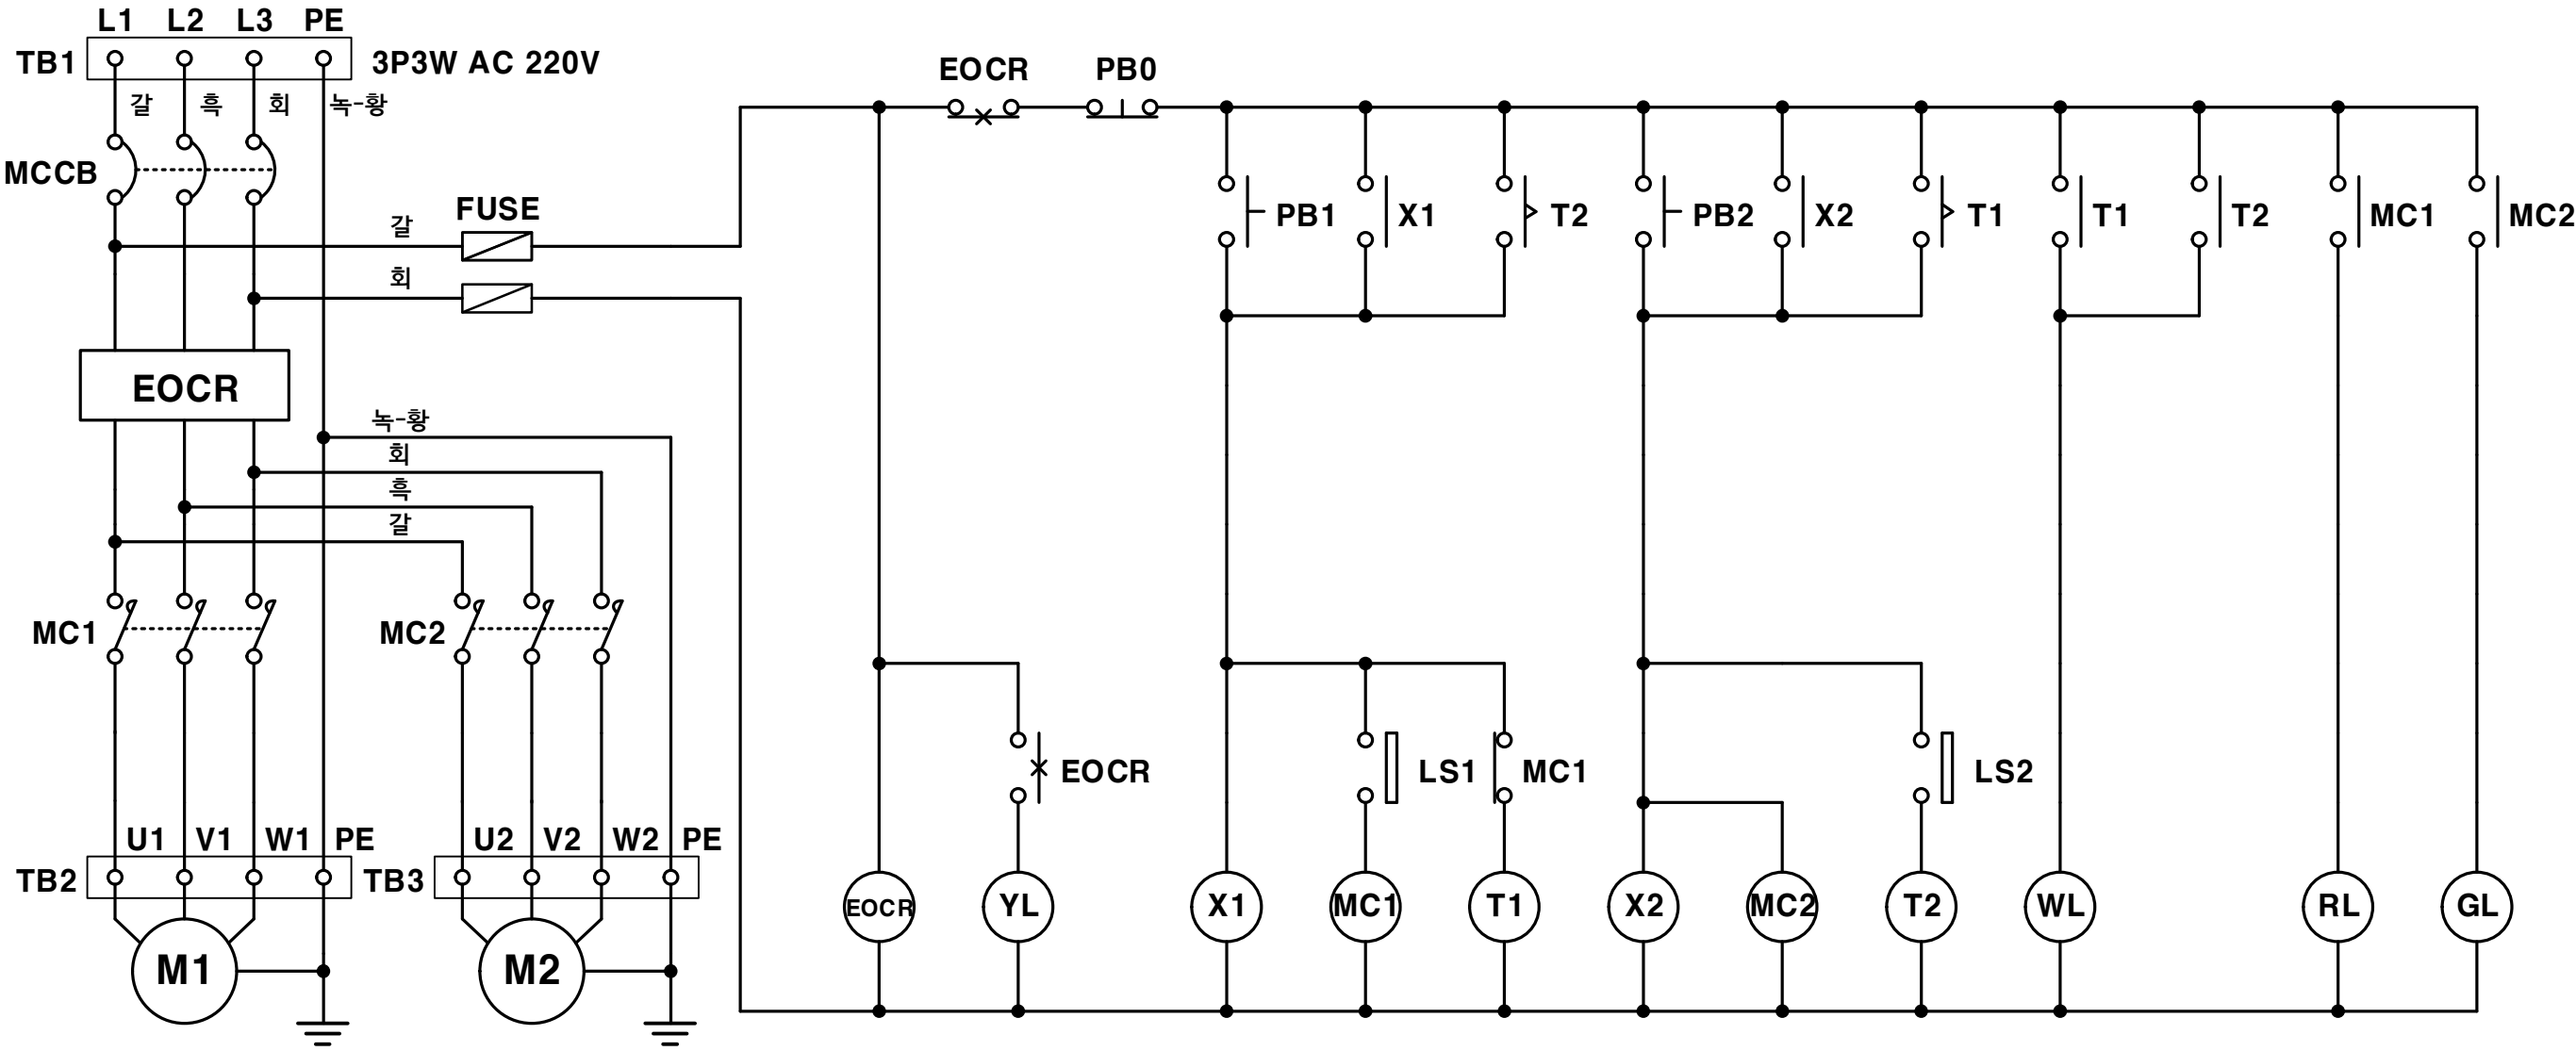 L1 L2 L3 PE
TB1 3P3W AC 220V
갈 흑 회 녹-황
MCCB
FUSE
갈
회
EOCR
녹-황
회
흑
갈
MC1 MC2
U1 V1 W1 PE U2 V2 W2 PE
TB2 TB3
M1 M2
EOCR PB0
PB1 X1 T2 PB2 X2 T1 T1 T2 MC1 MC2
EOCR LS1 MC1 LS2
EOCR YL X1 MC1 T1 X2 MC2 T2 WL RL GL